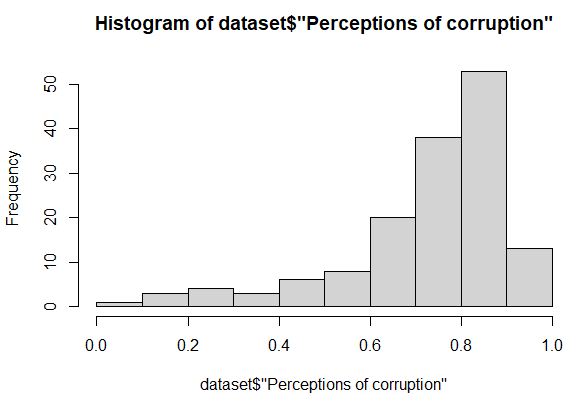 Histogram of dataset$"Perceptions of corruption"
Frequency
50
40
30
20
10
0
0.0 0.2 0.4 0.6 0.8 1.0
dataset$"Perceptions of corruption"